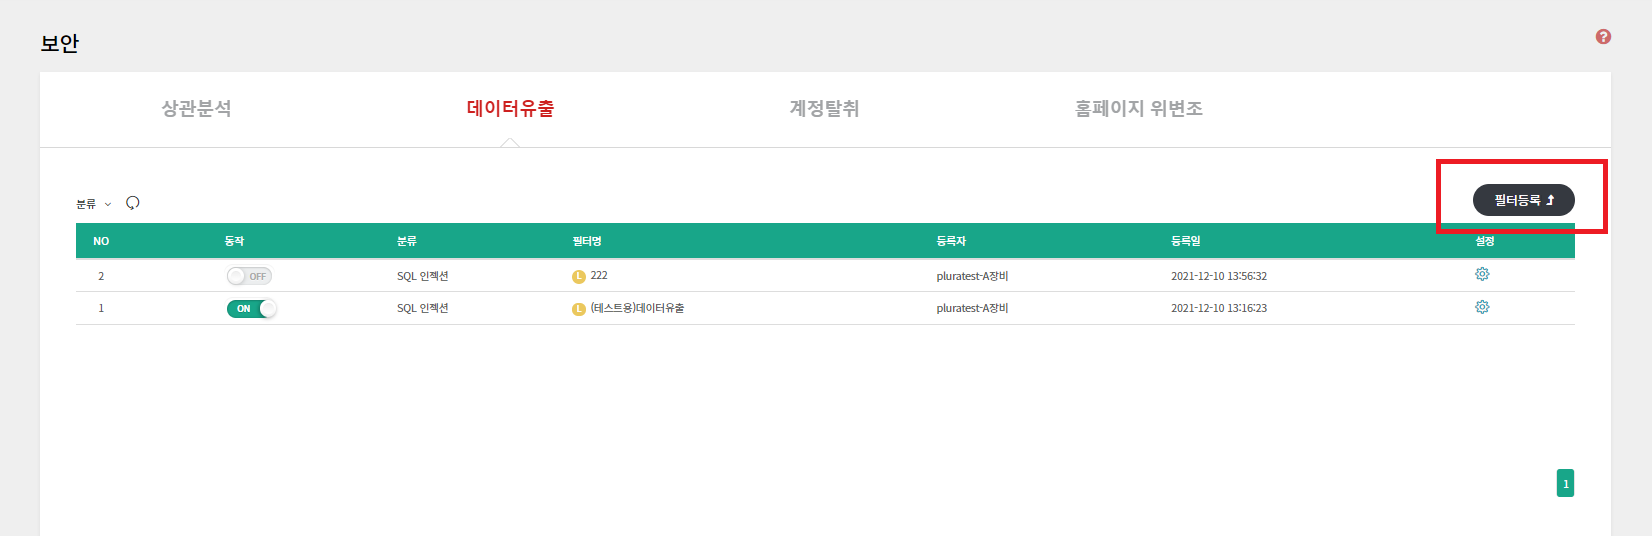 보안
?
상관분석 데이터유출 계정탈취 홈페이지 위변조
분류
필터등록
NO 동작 분류 필터명 등록자 등록일 설정
2 OFF SQL 인젝션 L 222 pluratest-A장비 2021-12-10 13:56:32
1 ON SQL 인젝션 L (테스트용)데이터유출 pluratest-A장비 2021-12-10 13:16:23
1